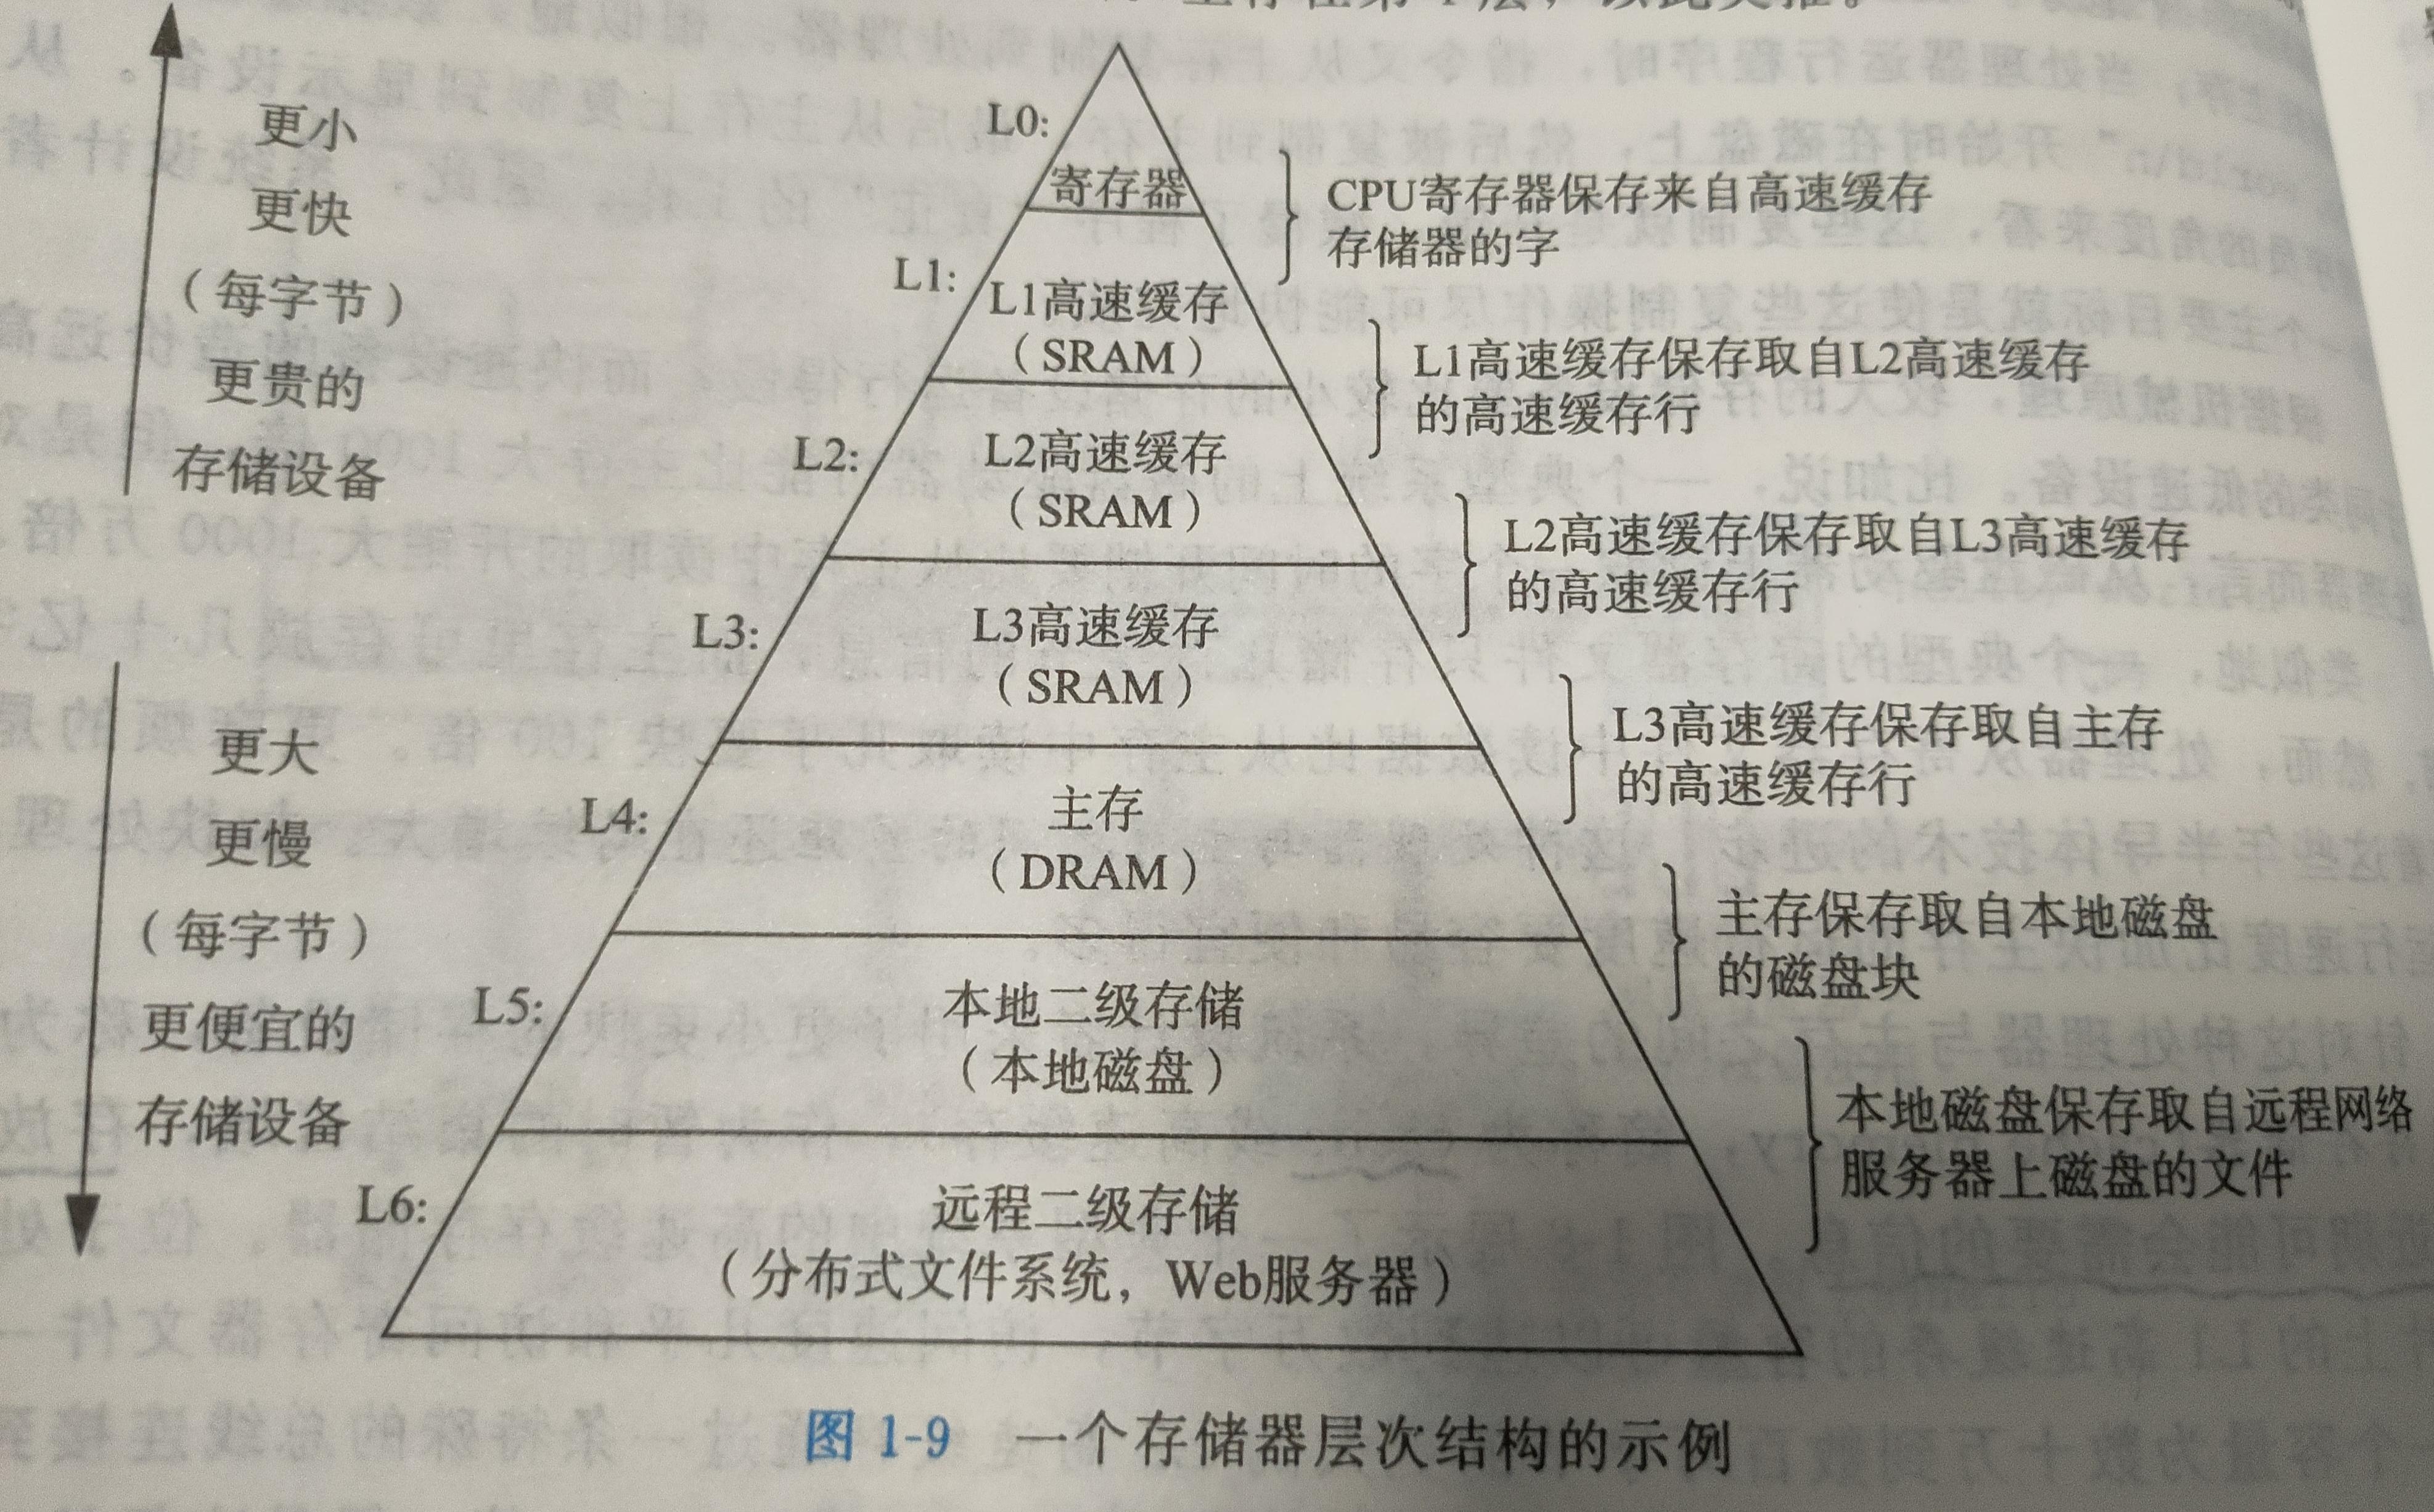 更小
更快
（每字节）
更贵的
存储设备
更大
更慢
（每字节）
更便宜的
存储设备
L0:
寄存器
CPU寄存器保存来自高速缓存
存储器的字
L1:
L1高速缓存
（SRAM）
L1高速缓存保存取自L2高速缓存
的高速缓存行
L2:
L2高速缓存
（SRAM）
L2高速缓存保存取自L3高速缓存
的高速缓存行
L3:
L3高速缓存
（SRAM）
L3高速缓存保存取自主存
的高速缓存行
L4:
主存
（DRAM）
主存保存取自本地磁盘
的磁盘块
L5:
本地二级存储
（本地磁盘）
本地磁盘保存取自远程网络
服务器上磁盘的文件
L6:
远程二级存储
（分布式文件系统，Web服务器）
图 1-9 一个存储器层次结构的示例